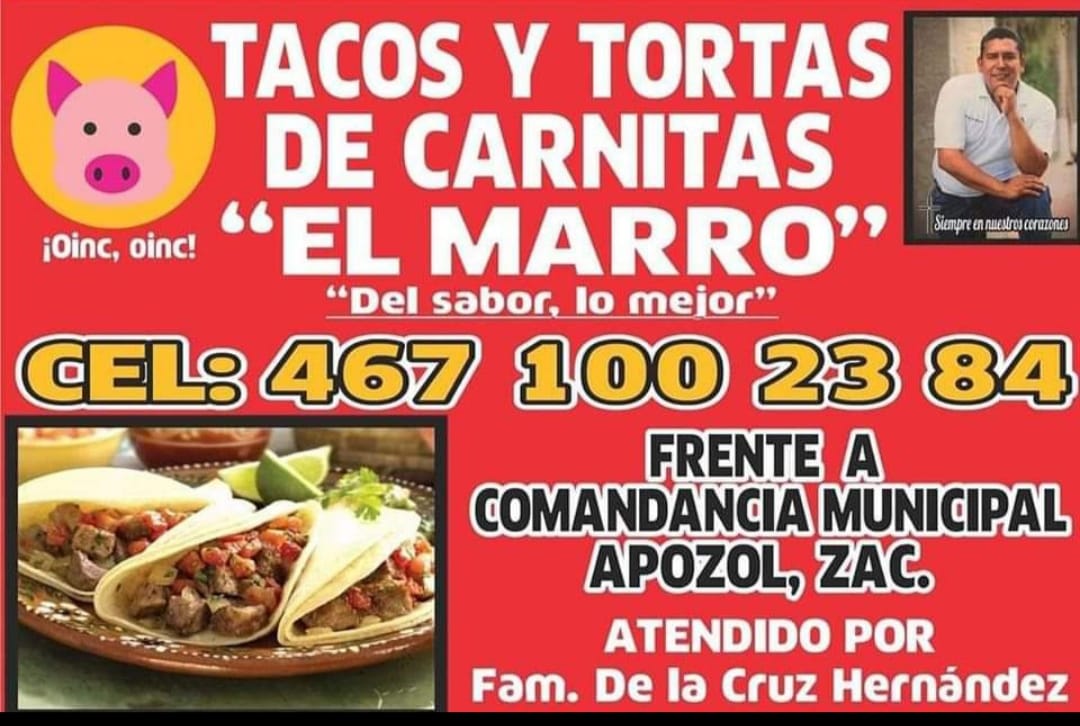 TACOS Y TORTAS
DE CARNITAS
“EL MARRO”
“Del sabor, lo mejor”
¡Oinc, oinc!
Siempre en nuestros corazones
CEL: 467 100 23 84
FRENTE A
COMANDANCIA MUNICIPAL
APOZOL, ZAC.
ATENDIDO POR
Fam. De la Cruz Hernández